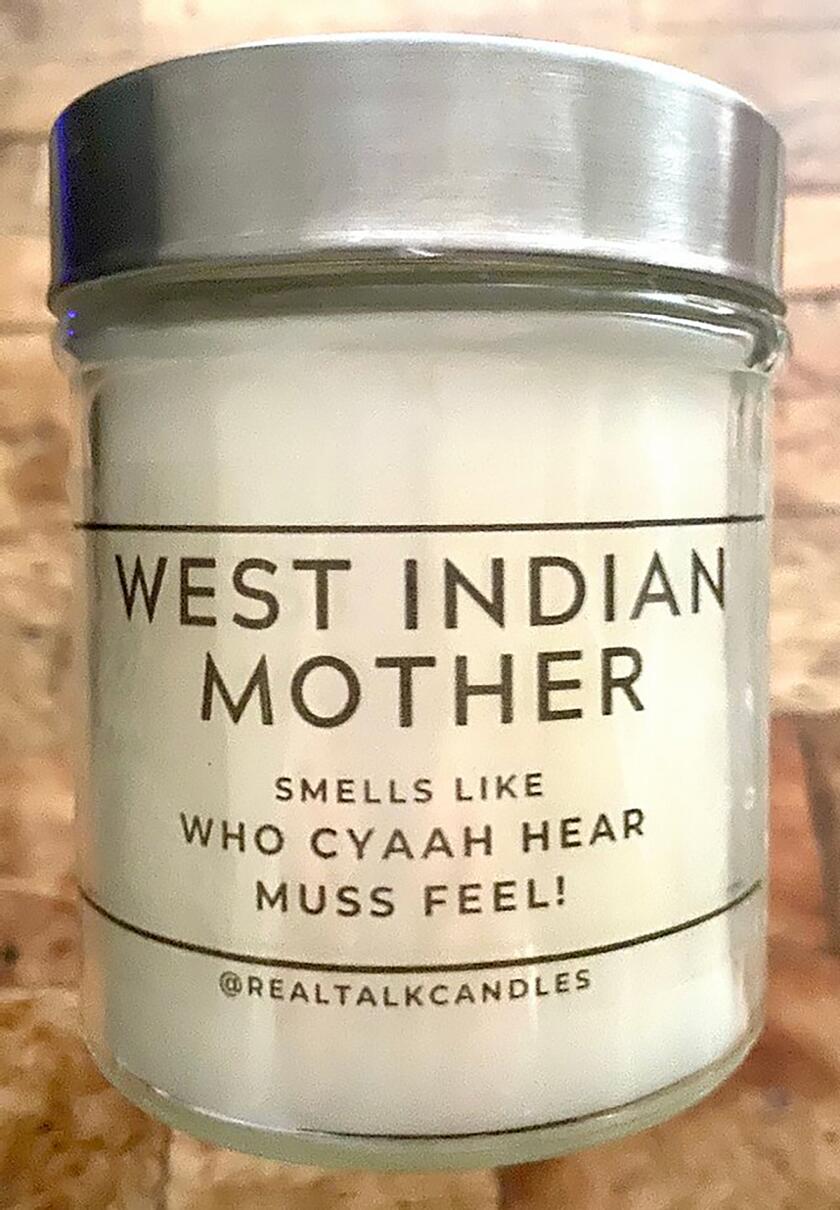 WEST INDIAN
MOTHER
SMELLS LIKE
WHO CYAAH HEAR
MUSS FEEL!
@REALTALKCANDLES